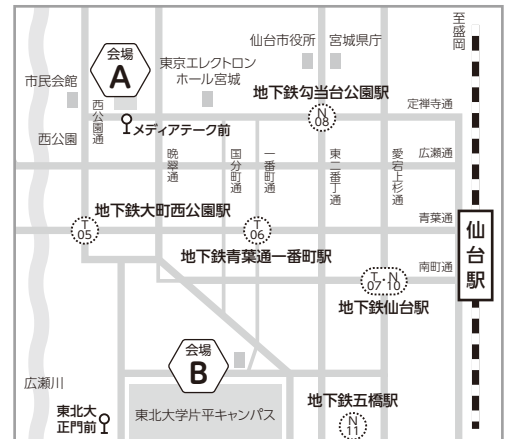 至盛岡
仙台市役所
宮城県庁
会場
A
東京エレクトロン
ホール宮城
市民会館
地下鉄勾当台公園駅
N
08
定禅寺通
西公園通
メディアテーク前
西公園
晩翠通
国分町通
一番町通
東二番丁通
愛宕上杉通
広瀬通
地下鉄大町西公園駅
T
05
T
06
青葉通
仙台駅
地下鉄青葉通一番町駅
南町通
T・N
07 10
地下鉄仙台駅
会場
B
広瀬川
東北大
正門前
東北大学片平キャンパス
地下鉄五橋駅
N
11